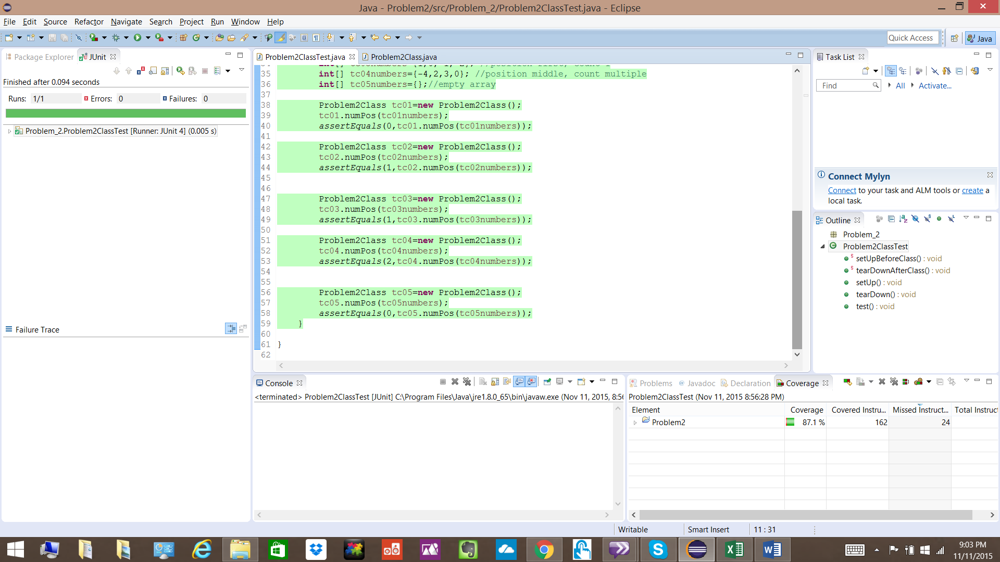 Java - Problem2/src/Problem_2/Problem2ClassTest.java - Eclipse
File Edit Source Refactor Navigate Search Project Run Window Help
Quick Access
Java
Package Explorer
JUnit
Finished after 0.094 seconds
Runs: 1/1
Errors: 0
Failures: 0
Problem_2.Problem2ClassTest [Runner: JUnit 4] (0.005 s)
Failure Trace
Problem2ClassTest.java
Problem2Class.java
35 int[] tc04numbers={-4,2,3,0}; //position middle, count multiple
36 int[] tc05numbers={};//empty array
37
38 Problem2Class tc01=new Problem2Class();
39 tc01.numPos(tc01numbers);
40 assertEquals(0,tc01.numPos(tc01numbers));
41
42 Problem2Class tc02=new Problem2Class();
43 tc02.numPos(tc02numbers);
44 assertEquals(1,tc02.numPos(tc02numbers));
45
46
47 Problem2Class tc03=new Problem2Class();
48 tc03.numPos(tc03numbers);
49 assertEquals(1,tc03.numPos(tc03numbers));
50
51 Problem2Class tc04=new Problem2Class();
52 tc04.numPos(tc04numbers);
53 assertEquals(2,tc04.numPos(tc04numbers));
54
55
56 Problem2Class tc05=new Problem2Class();
57 tc05.numPos(tc05numbers);
58 assertEquals(0,tc05.numPos(tc05numbers));
59 }
60
61 }
62
Task List
Find
All
Activate...
Connect Mylyn
Connect to your task and ALM tools or create a
local task.
Outline
Problem_2
Problem2ClassTest
setUpBeforeClass() : void
tearDownAfterClass() : void
setUp() : void
tearDown() : void
test() : void
Console
<terminated> Problem2ClassTest [JUnit] C:\Program Files\Java\jre1.8.0_65\bin\javaw.exe (Nov 11, 2015, 8:56
Problems @ Javadoc Declaration Coverage
Problem2ClassTest (Nov 11, 2015 8:56:28 PM)
Element Coverage Covered Instru... Missed Instruct... Total Instruct
Problem2 87.1 % 162 24
Writable
Smart Insert
11 : 31
9:03 PM
11/11/2015